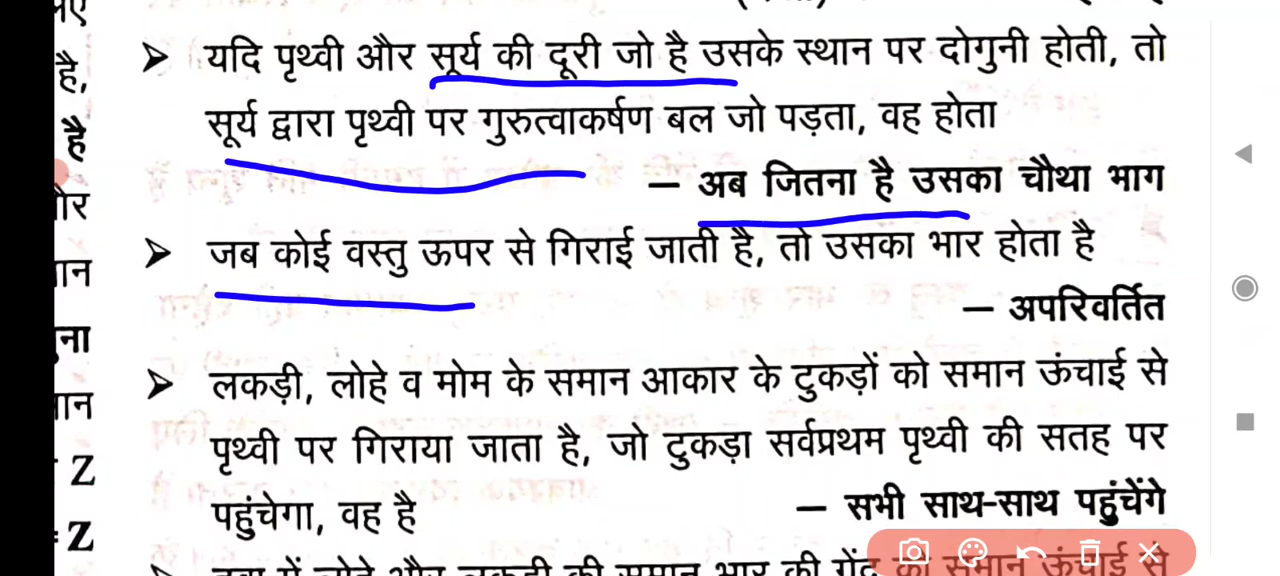 यदि पृथ्वी और सूर्य की दूरी जो है उसके स्थान पर दोगुनी होती, तो
है,
सूर्य द्वारा पृथ्वी पर गुरुत्वाकर्षण बल जो पड़ता, वह होता
है
— अब जितना है उसका चौथा भाग
जब कोई वस्तु ऊपर से गिराई जाती है, तो उसका भार होता है
— अपरिवर्तित
लकड़ी, लोहे व मोम के समान आकार के टुकड़ों को समान ऊंचाई से
पृथ्वी पर गिराया जाता है, जो टुकड़ा सर्वप्रथम पृथ्वी की सतह पर
Z
पहुंचेगा, वह है — सभी साथ-साथ पहुंचेंगे
Z